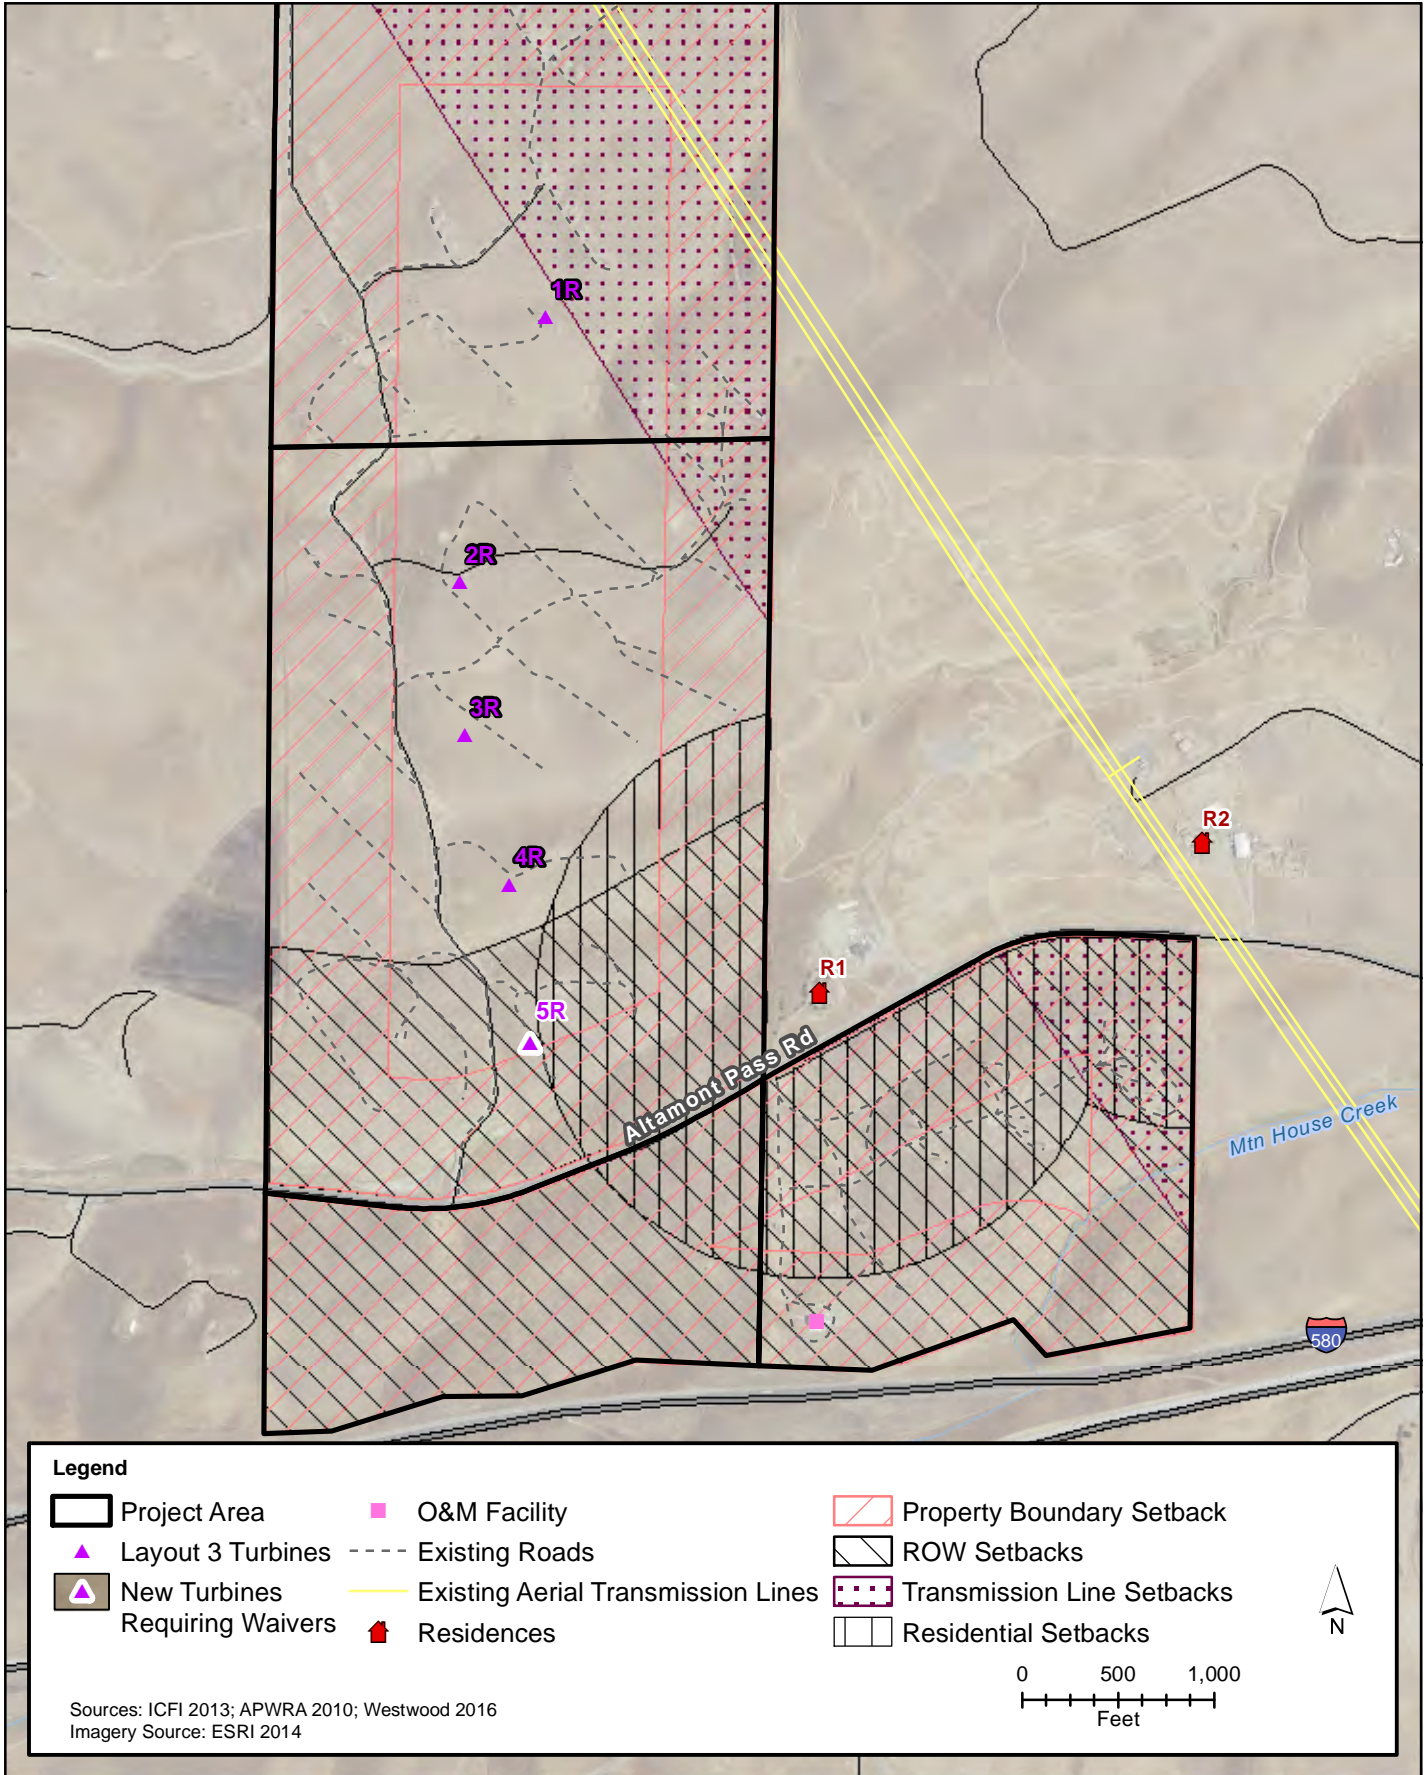 1R
2R
3R
4R
R2
R1
5R
Altamont Pass Rd
Mtn House Creek
580
Legend
Project Area
Layout 3 Turbines
New Turbines
Requiring Waivers
O&M Facility
Existing Roads
Existing Aerial Transmission Lines
Residences
Property Boundary Setback
ROW Setbacks
Transmission Line Setbacks
Residential Setbacks
N
0 500 1,000
Feet
Sources: ICFI 2013; APWRA 2010; Westwood 2016
Imagery Source: ESRI 2014